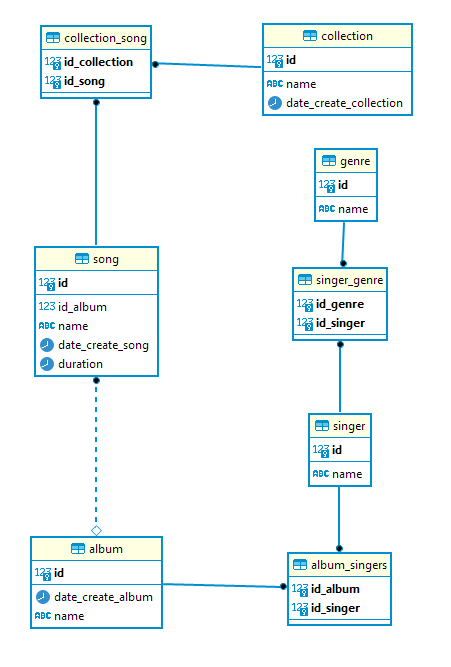 collection_song
123 id_collection
123 id_song
collection
123 id
ABC name
date_create_collection
genre
123 id
ABC name
song
123 id
123 id_album
ABC name
date_create_song
duration
singer_genre
123 id_genre
123 id_singer
singer
123 id
ABC name
album
123 id
date_create_album
ABC name
album_singers
123 id_album
123 id_singer